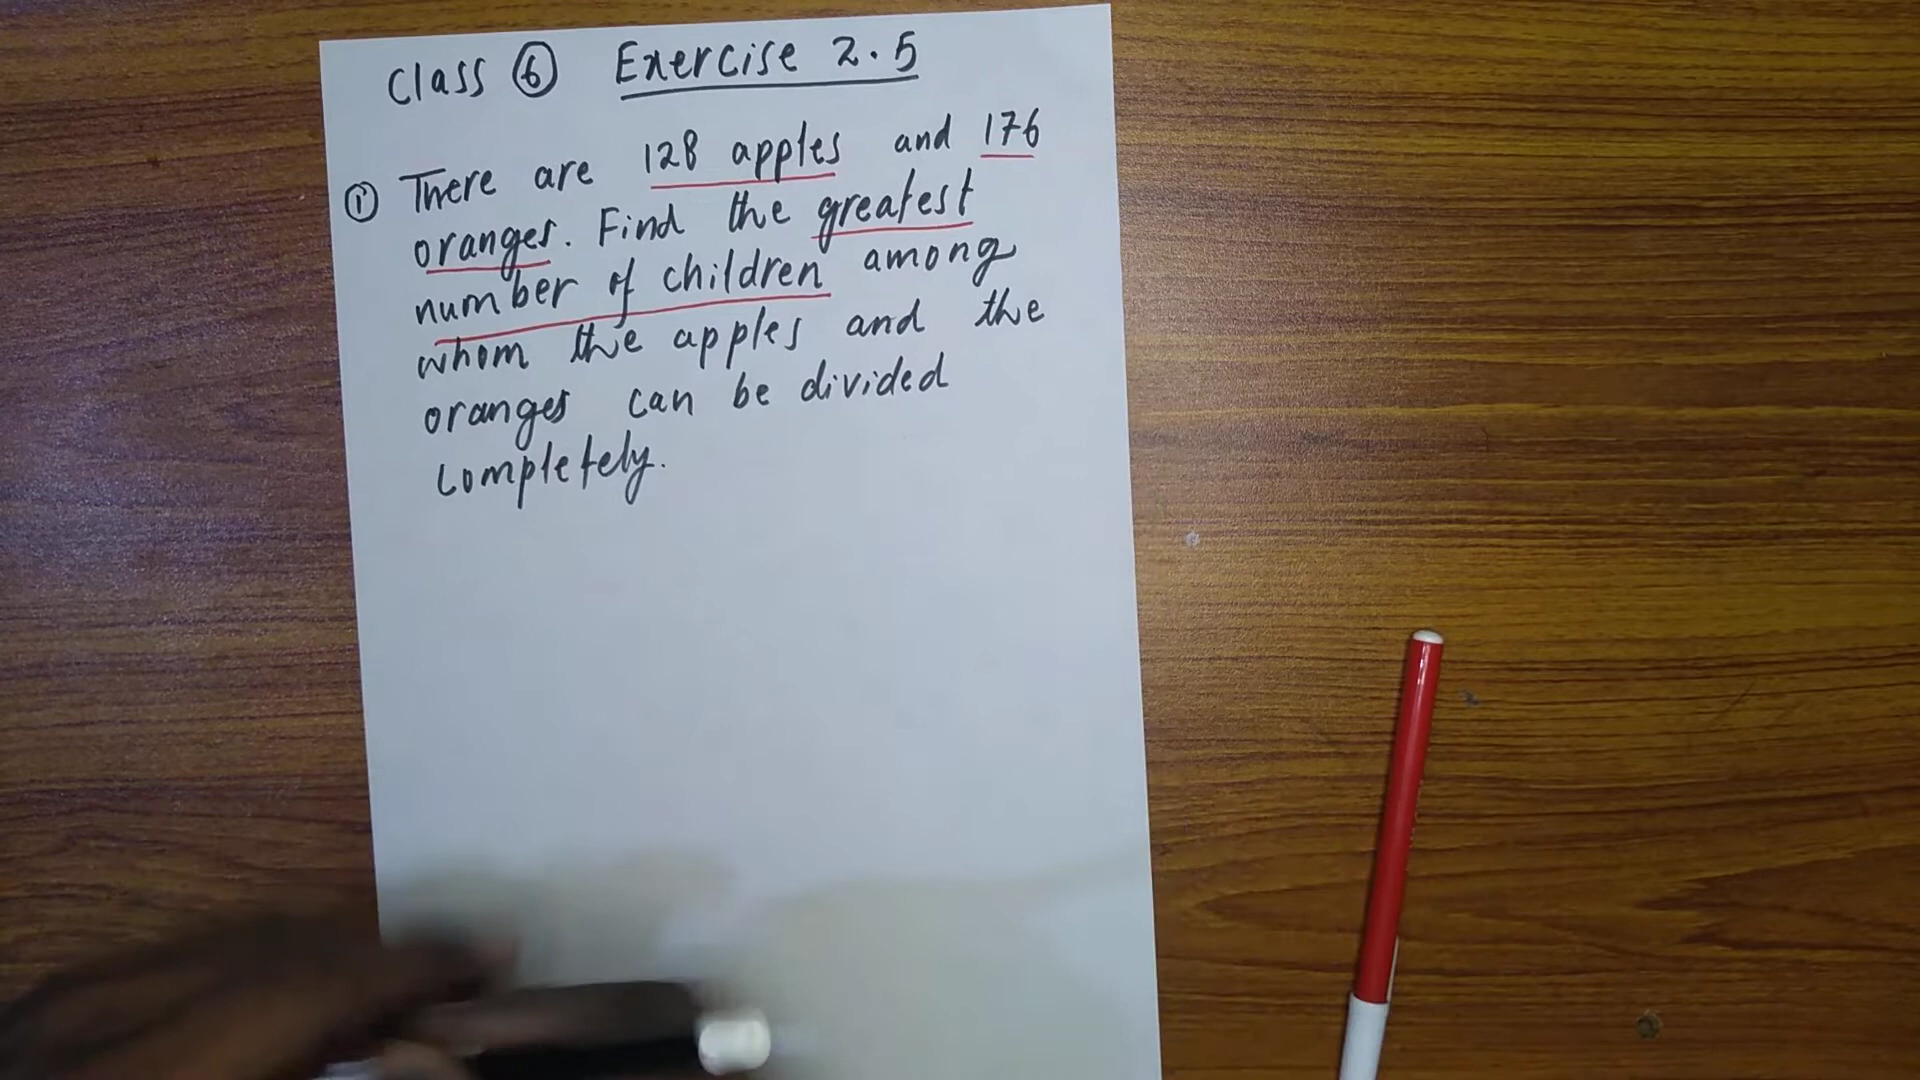 Class 6 Exercise 2.5
1 There are 128 apples and 176
oranges. Find the greatest
number of children among
whom the apples and the
oranges can be divided
completely.